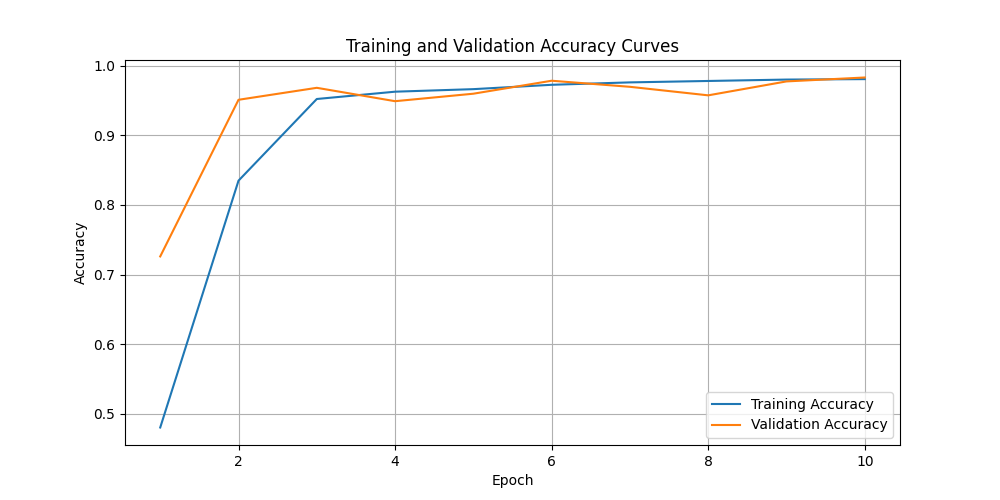 Training and Validation Accuracy Curves
1.0
0.9
0.8
0.7
0.6
0.5
Accuracy
2
4
6
8
10
Epoch
Training Accuracy
Validation Accuracy